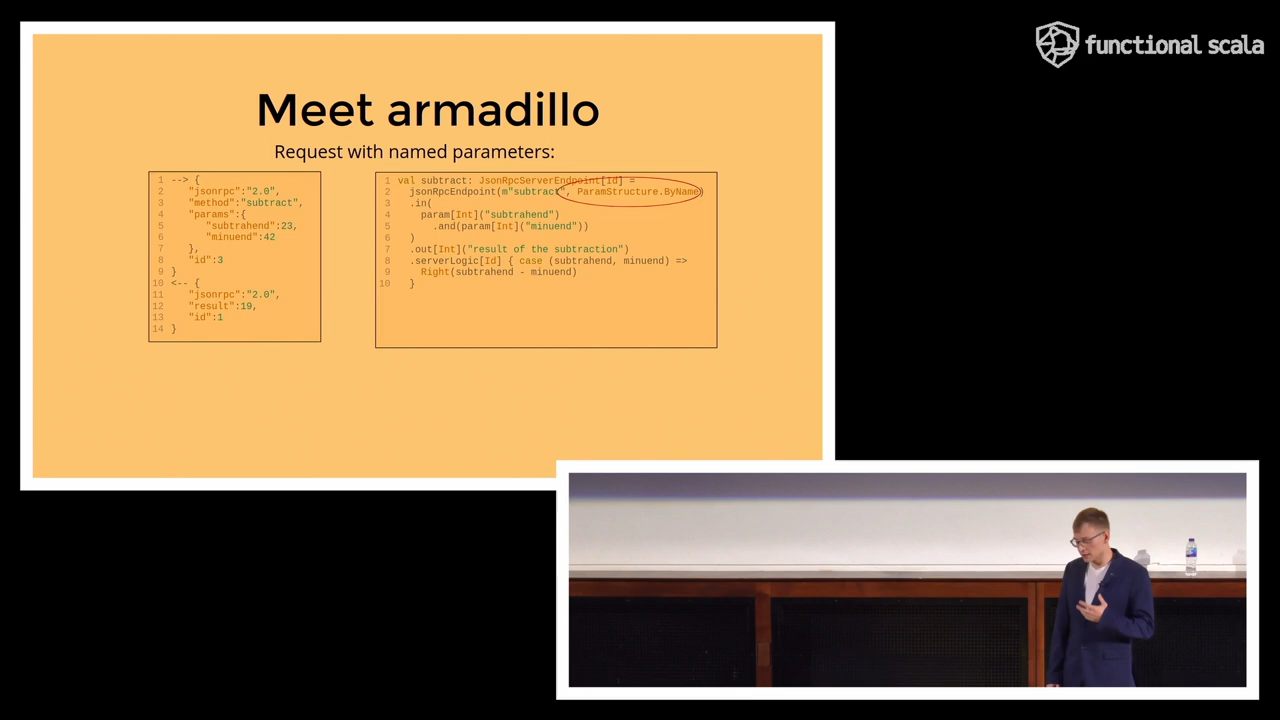 functional scala
Meet armadillo
Request with named parameters:
1 --> {
2 "jsonrpc":"2.0",
3 "method":"subtract",
4 "params":{
5 "subtrahend":23,
6 "minuend":42
7 },
8 "id":3
9 }
10 <-- {
11 "jsonrpc":"2.0",
12 "result":19,
13 "id":1
14 }
1 val subtract: JsonRpcServerEndpoint[Id] =
2 jsonRpcEndpoint(m"subtract", ParamStructure.ByName)
3 .in(
4 param[Int]("subtrahend")
5 .and(param[Int]("minuend"))
6 )
7 .out[Int]("result of the subtraction")
8 .serverLogic[Id] { case (subtrahend, minuend) =>
9 Right(subtrahend - minuend)
10 }